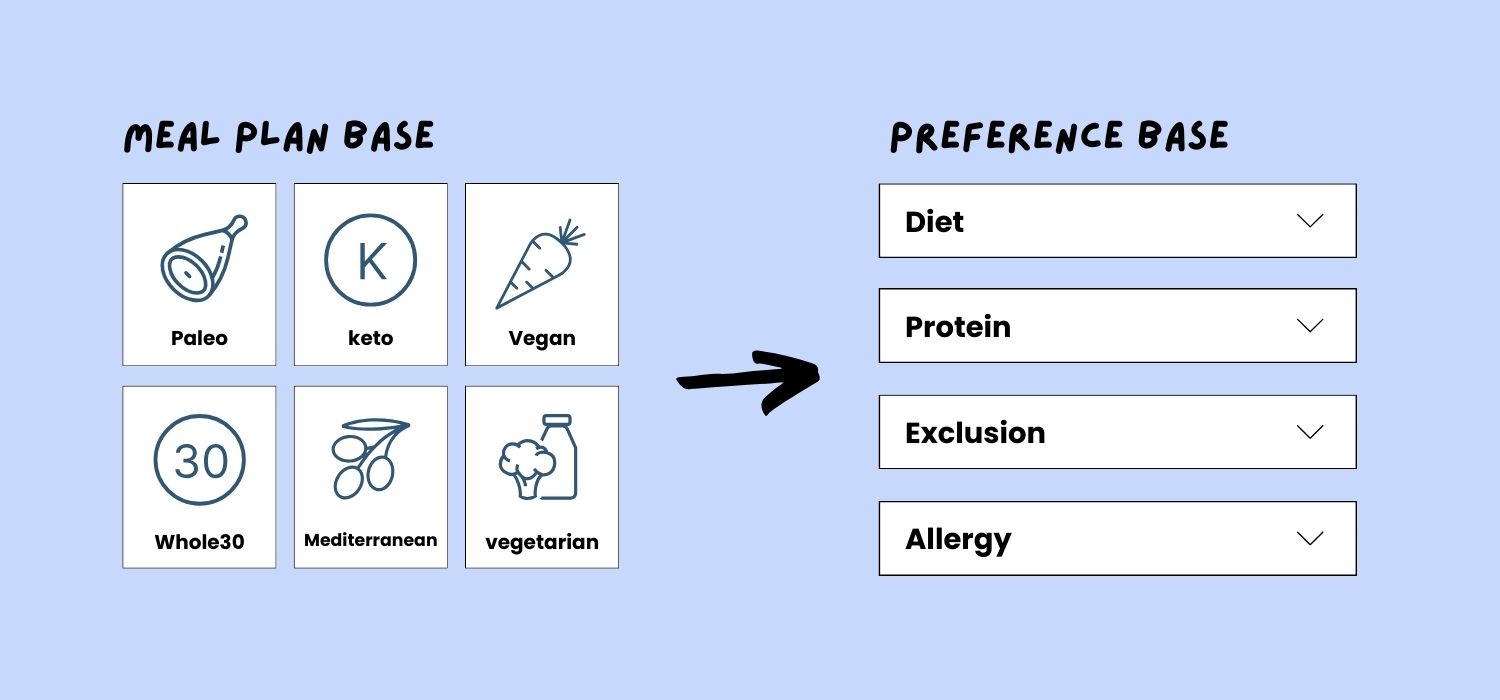 MEAL PLAN BASE
K
Paleo
keto
Vegan
30
Whole30
Mediterranean
vegetarian
PREFERENCE BASE
Diet
Protein
Exclusion
Allergy